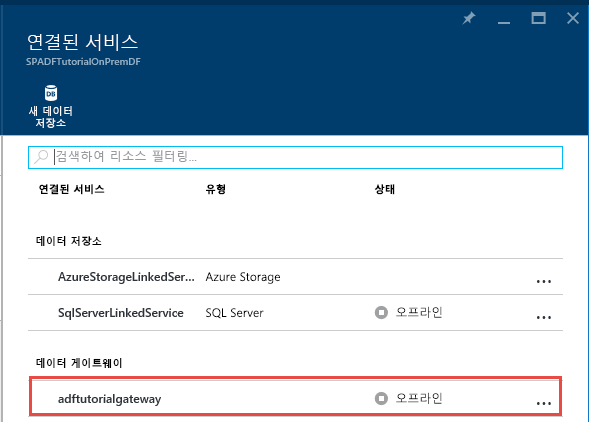 연결된 서비스
SPADFTutorialOnPremDF
새 데이터
저장소
검색하여 리소스 필터링...
연결된 서비스 유형 상태
데이터 저장소
AzureStorageLinkedSer... Azure Storage ...
SqlServerLinkedService SQL Server 오프라인 ...
데이터 게이트웨이
adftutorialgateway 오프라인 ...